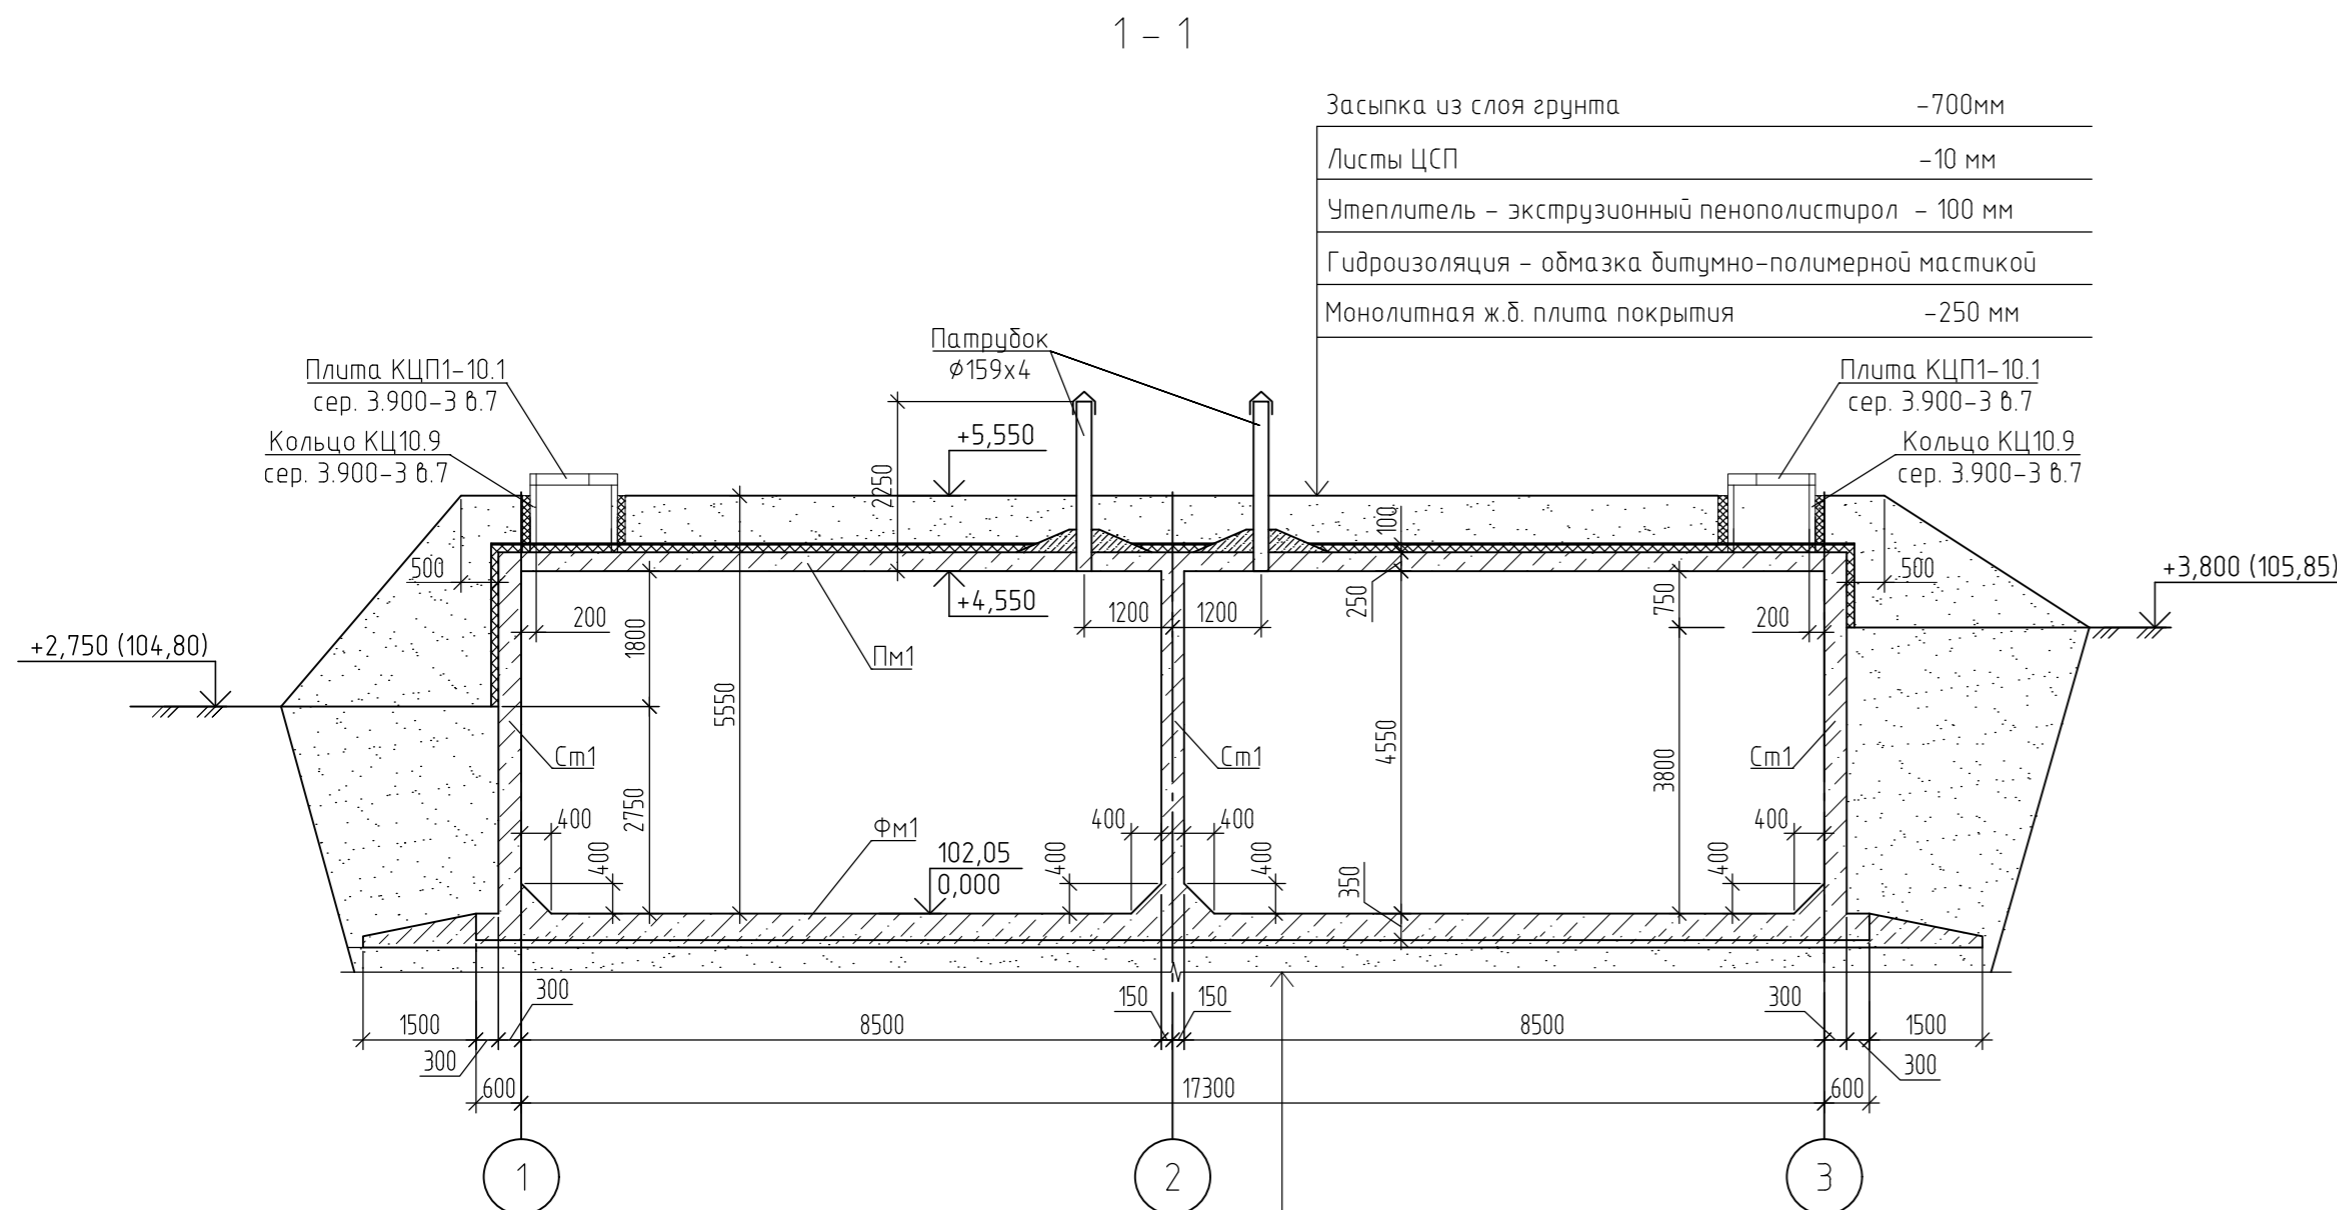 1 - 1
Засыпка из слоя грунта -700мм
Листы ЦСП -10 мм
Утеплитель - экструзионный пенополистирол - 100 мм
Гидроизоляция - обмазка битумно-полимерной мастикой
Монолитная ж.б. плита покрытия -250 мм
Патрубок
Ø159х4
Плита КЦП1-10.1
сер. 3.900-3 в.7
Кольцо КЦ10.9
сер. 3.900-3 в.7
Плита КЦП1-10.1
сер. 3.900-3 в.7
Кольцо КЦ10.9
сер. 3.900-3 в.7
+5,550
2250
100
500
500
+3,800 (105,85)
+4,550
250
750
200
1800
1200
1200
200
+2,750 (104,80)
Пм1
5550
Ст1
Ст1
Ст1
4550
3800
2750
400
400
400
400
Фм1
102,05
0,000
400
400
400
400
350
300
150
150
300
1500
8500
8500
1500
300
300
600
17300
600
1
2
3